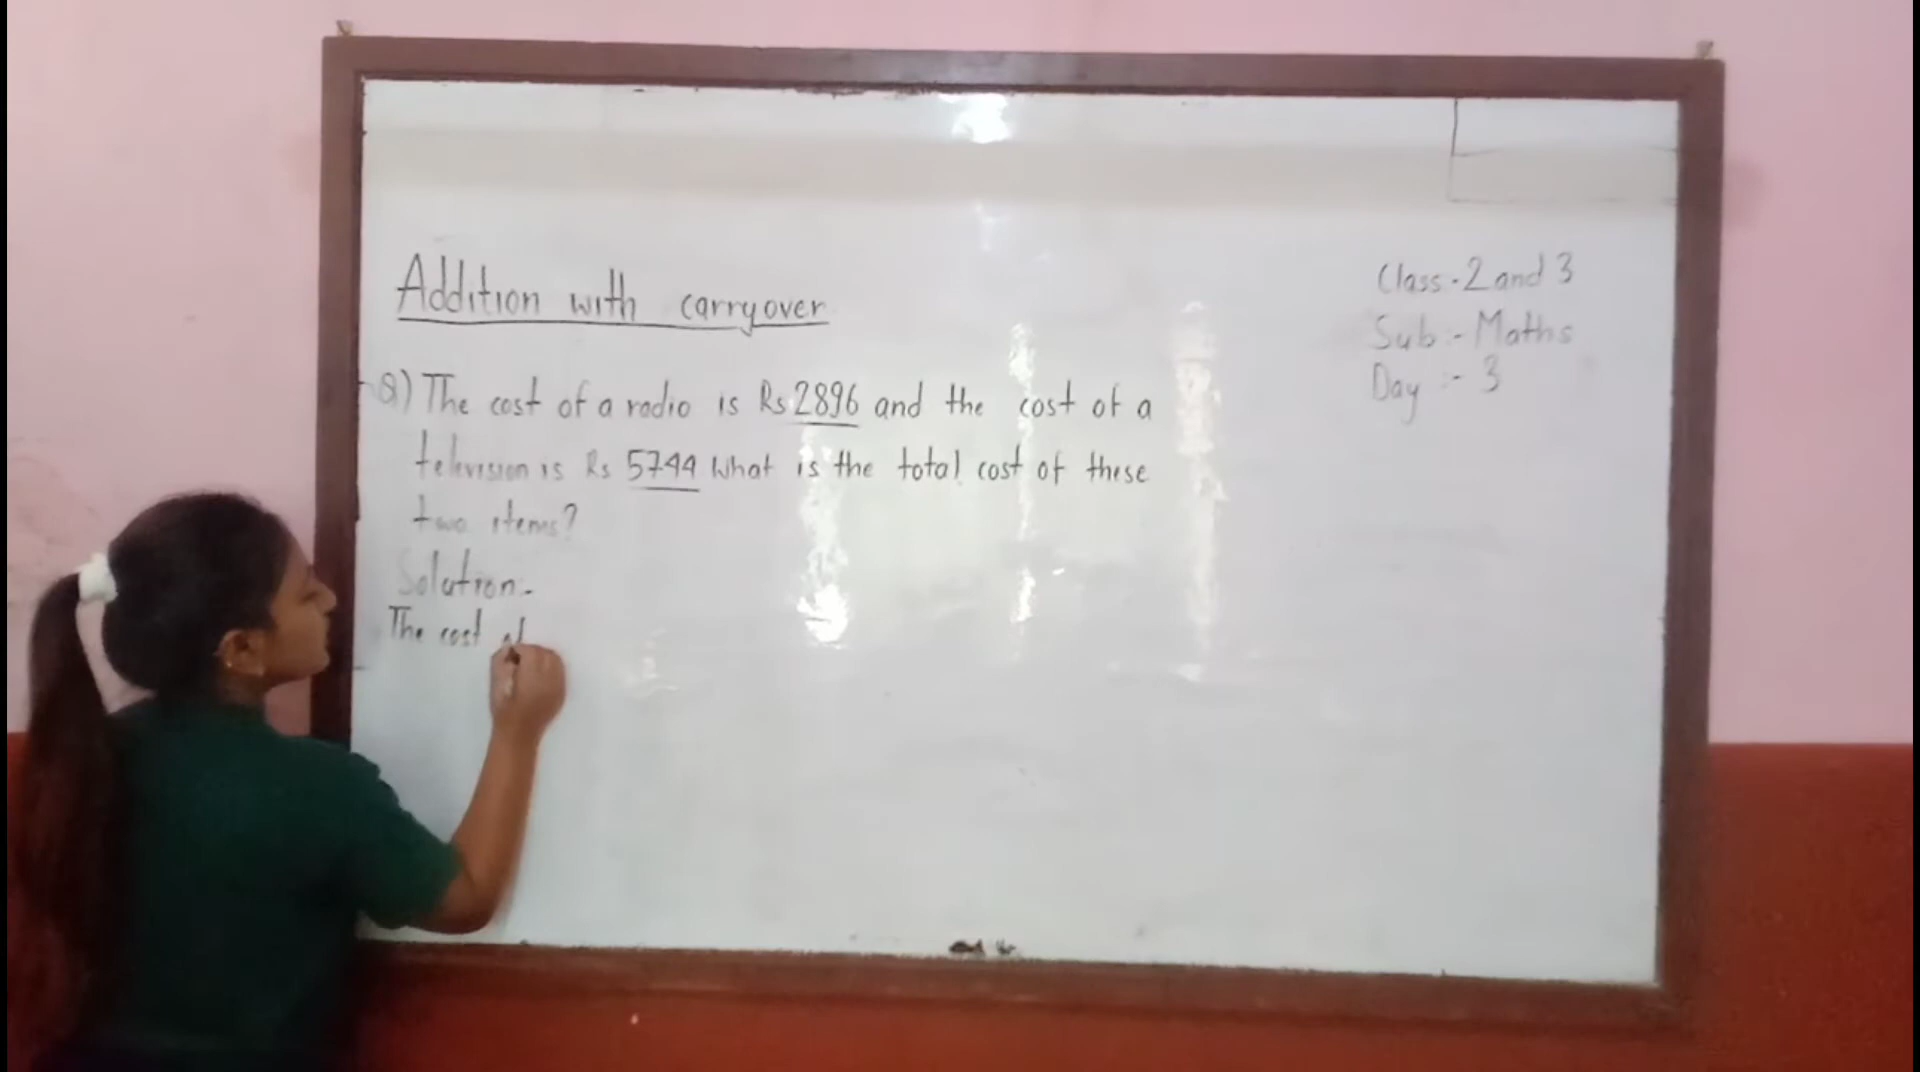 Addition with carryover
Class - 2 and 3
Sub :- Maths
Day :- 3
Q) The cost of a radio is Rs 2896 and the cost of a
television is Rs 5744 What is the total cost of these
two items?
Solution:-
The cost of